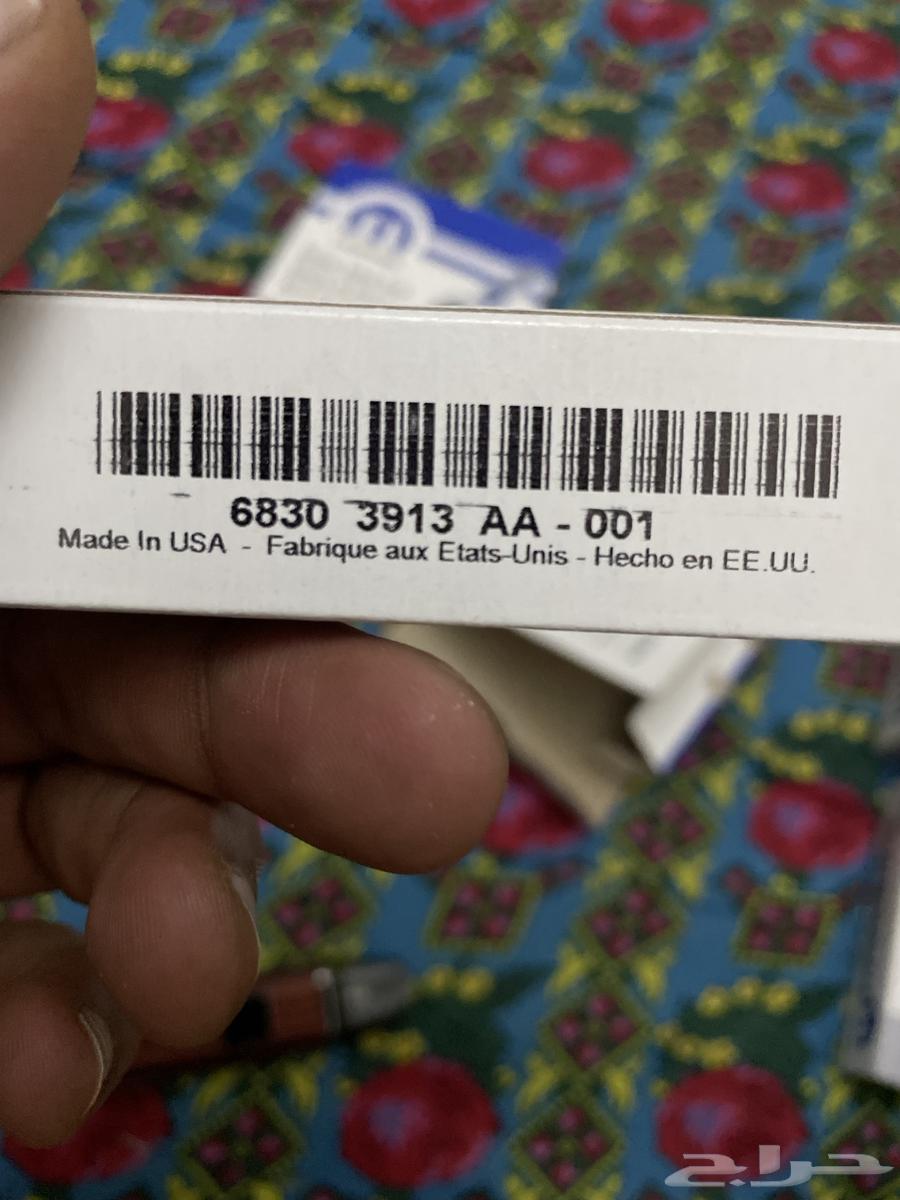 6830 3913 AA - 001
Made In USA - Fabrique aux Etats-Unis - Hecho en EE.UU.
حراج